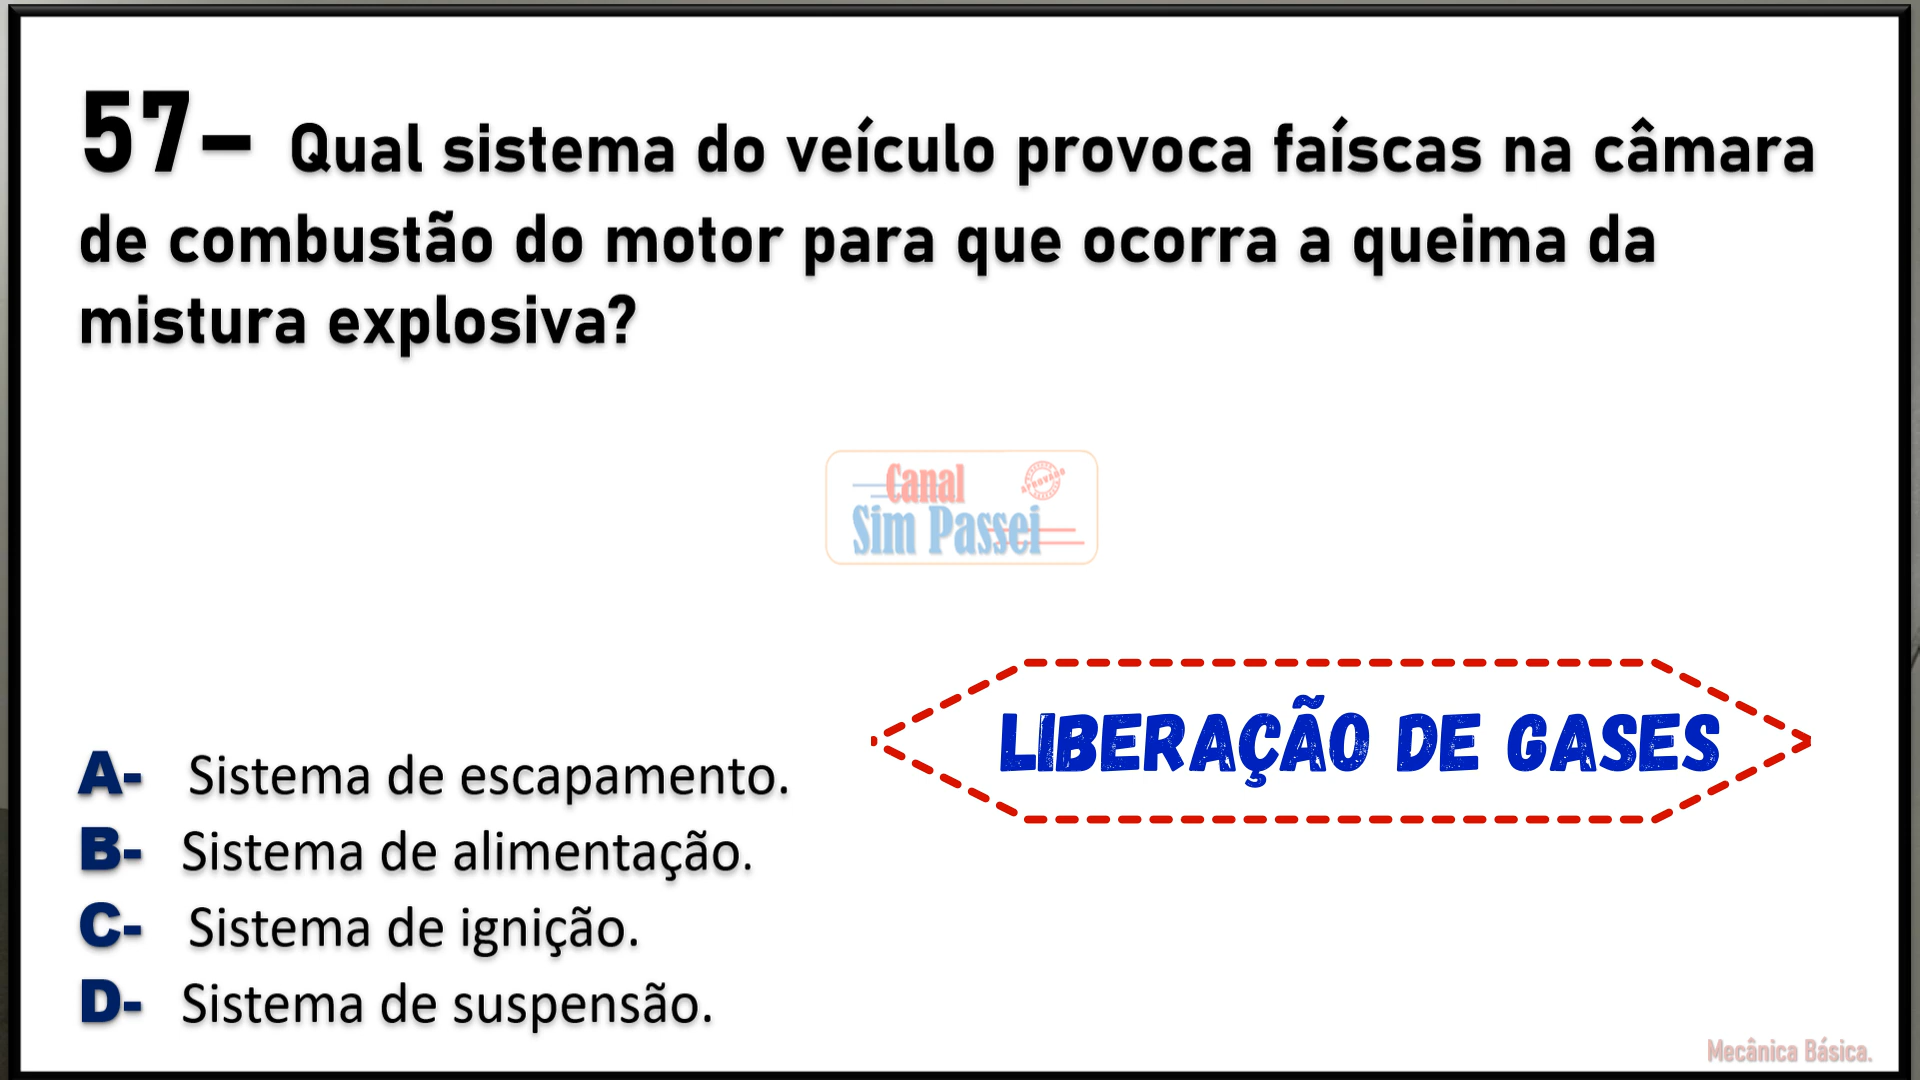 57- Qual sistema do veículo provoca faíscas na câmara
de combustão do motor para que ocorra a queima da
mistura explosiva?
Canal
APROVADO
Sim Passei
LIBERAÇÃO DE GASES
A- Sistema de escapamento.
B- Sistema de alimentação.
C- Sistema de ignição.
D- Sistema de suspensão.
Mecânica Básica.